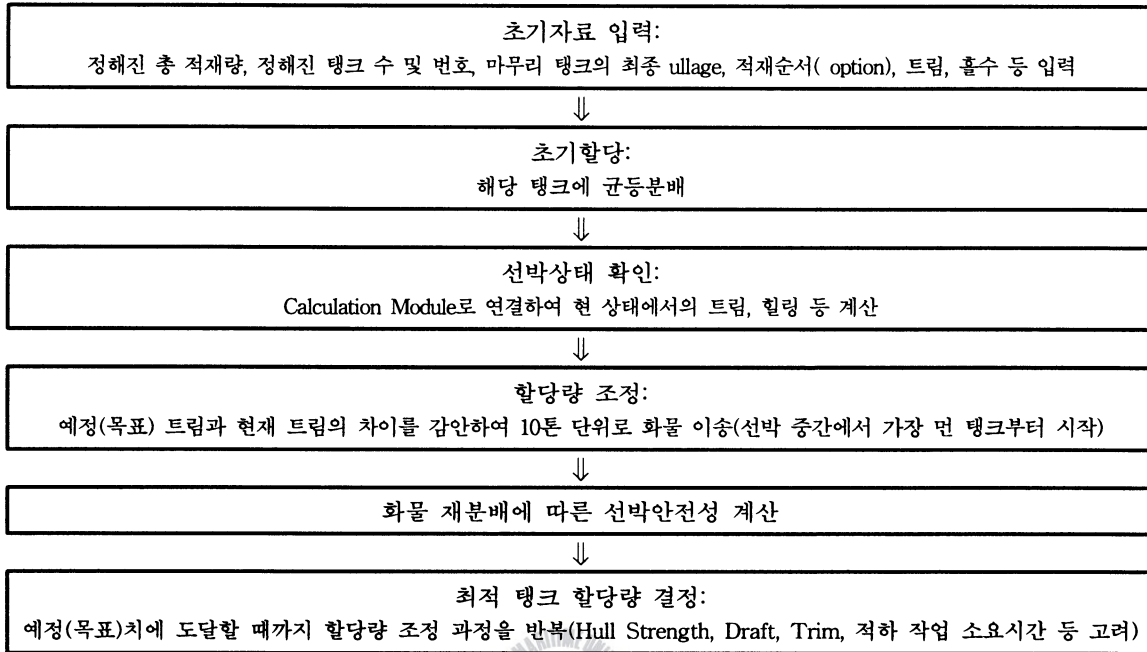 초기자료 입력:
정해진 총 적재량, 정해진 탱크 수 및 번호, 마무리 탱크의 최종 ullage, 적재순서( option), 트림, 흘수 등 입력
⇓
초기할당:
해당 탱크에 균등분배
⇓
선박상태 확인:
Calculation Module로 연결하여 현 상태에서의 트림, 힐링 등 계산
⇓
할당량 조정:
예정(목표) 트림과 현재 트림의 차이를 감안하여 10톤 단위로 화물 이송(선박 중간에서 가장 먼 탱크부터 시작)
⇓
화물 재분배에 따른 선박안전성 계산
⇓
최적 탱크 할당량 결정:
예정(목표)치에 도달할 때까지 할당량 조정 과정을 반복(Hull Strength, Draft, Trim, 적하 작업 소요시간 등 고려)